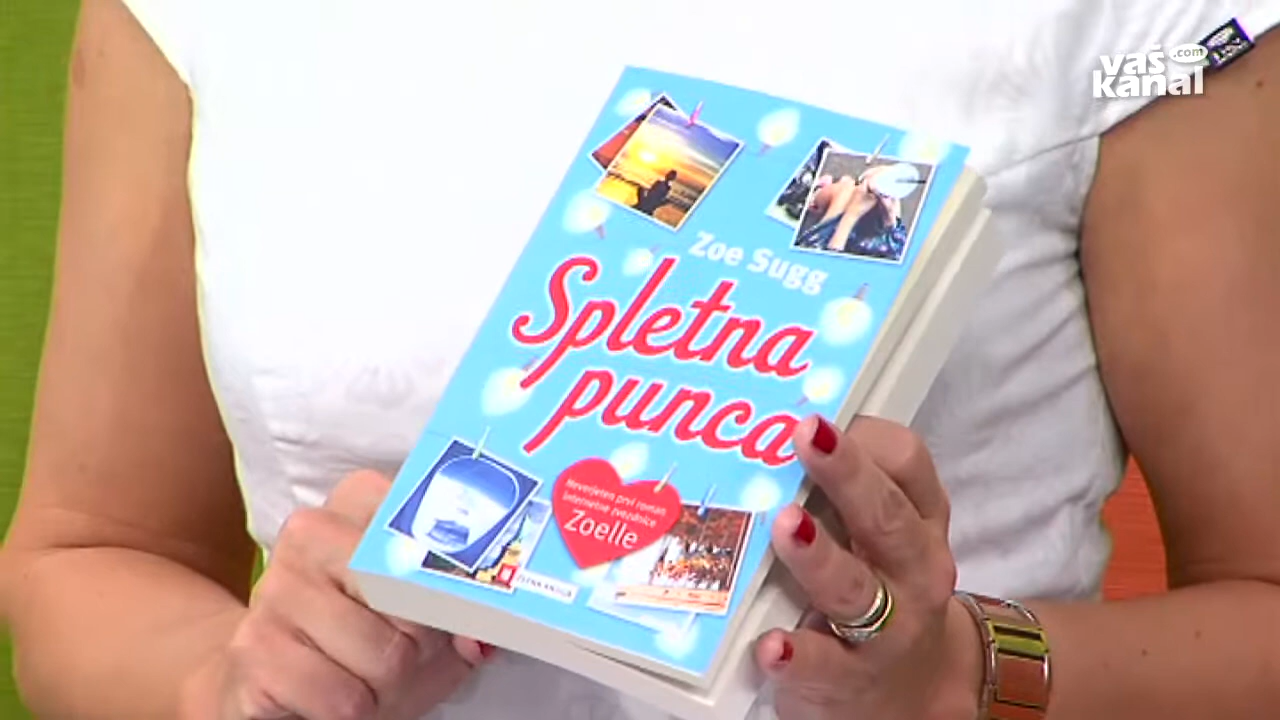 vaš .com
kanal
Zoe Sugg
Spletna
punca
Neverjeten prvi roman
internetne zvezdnice
Zoelle